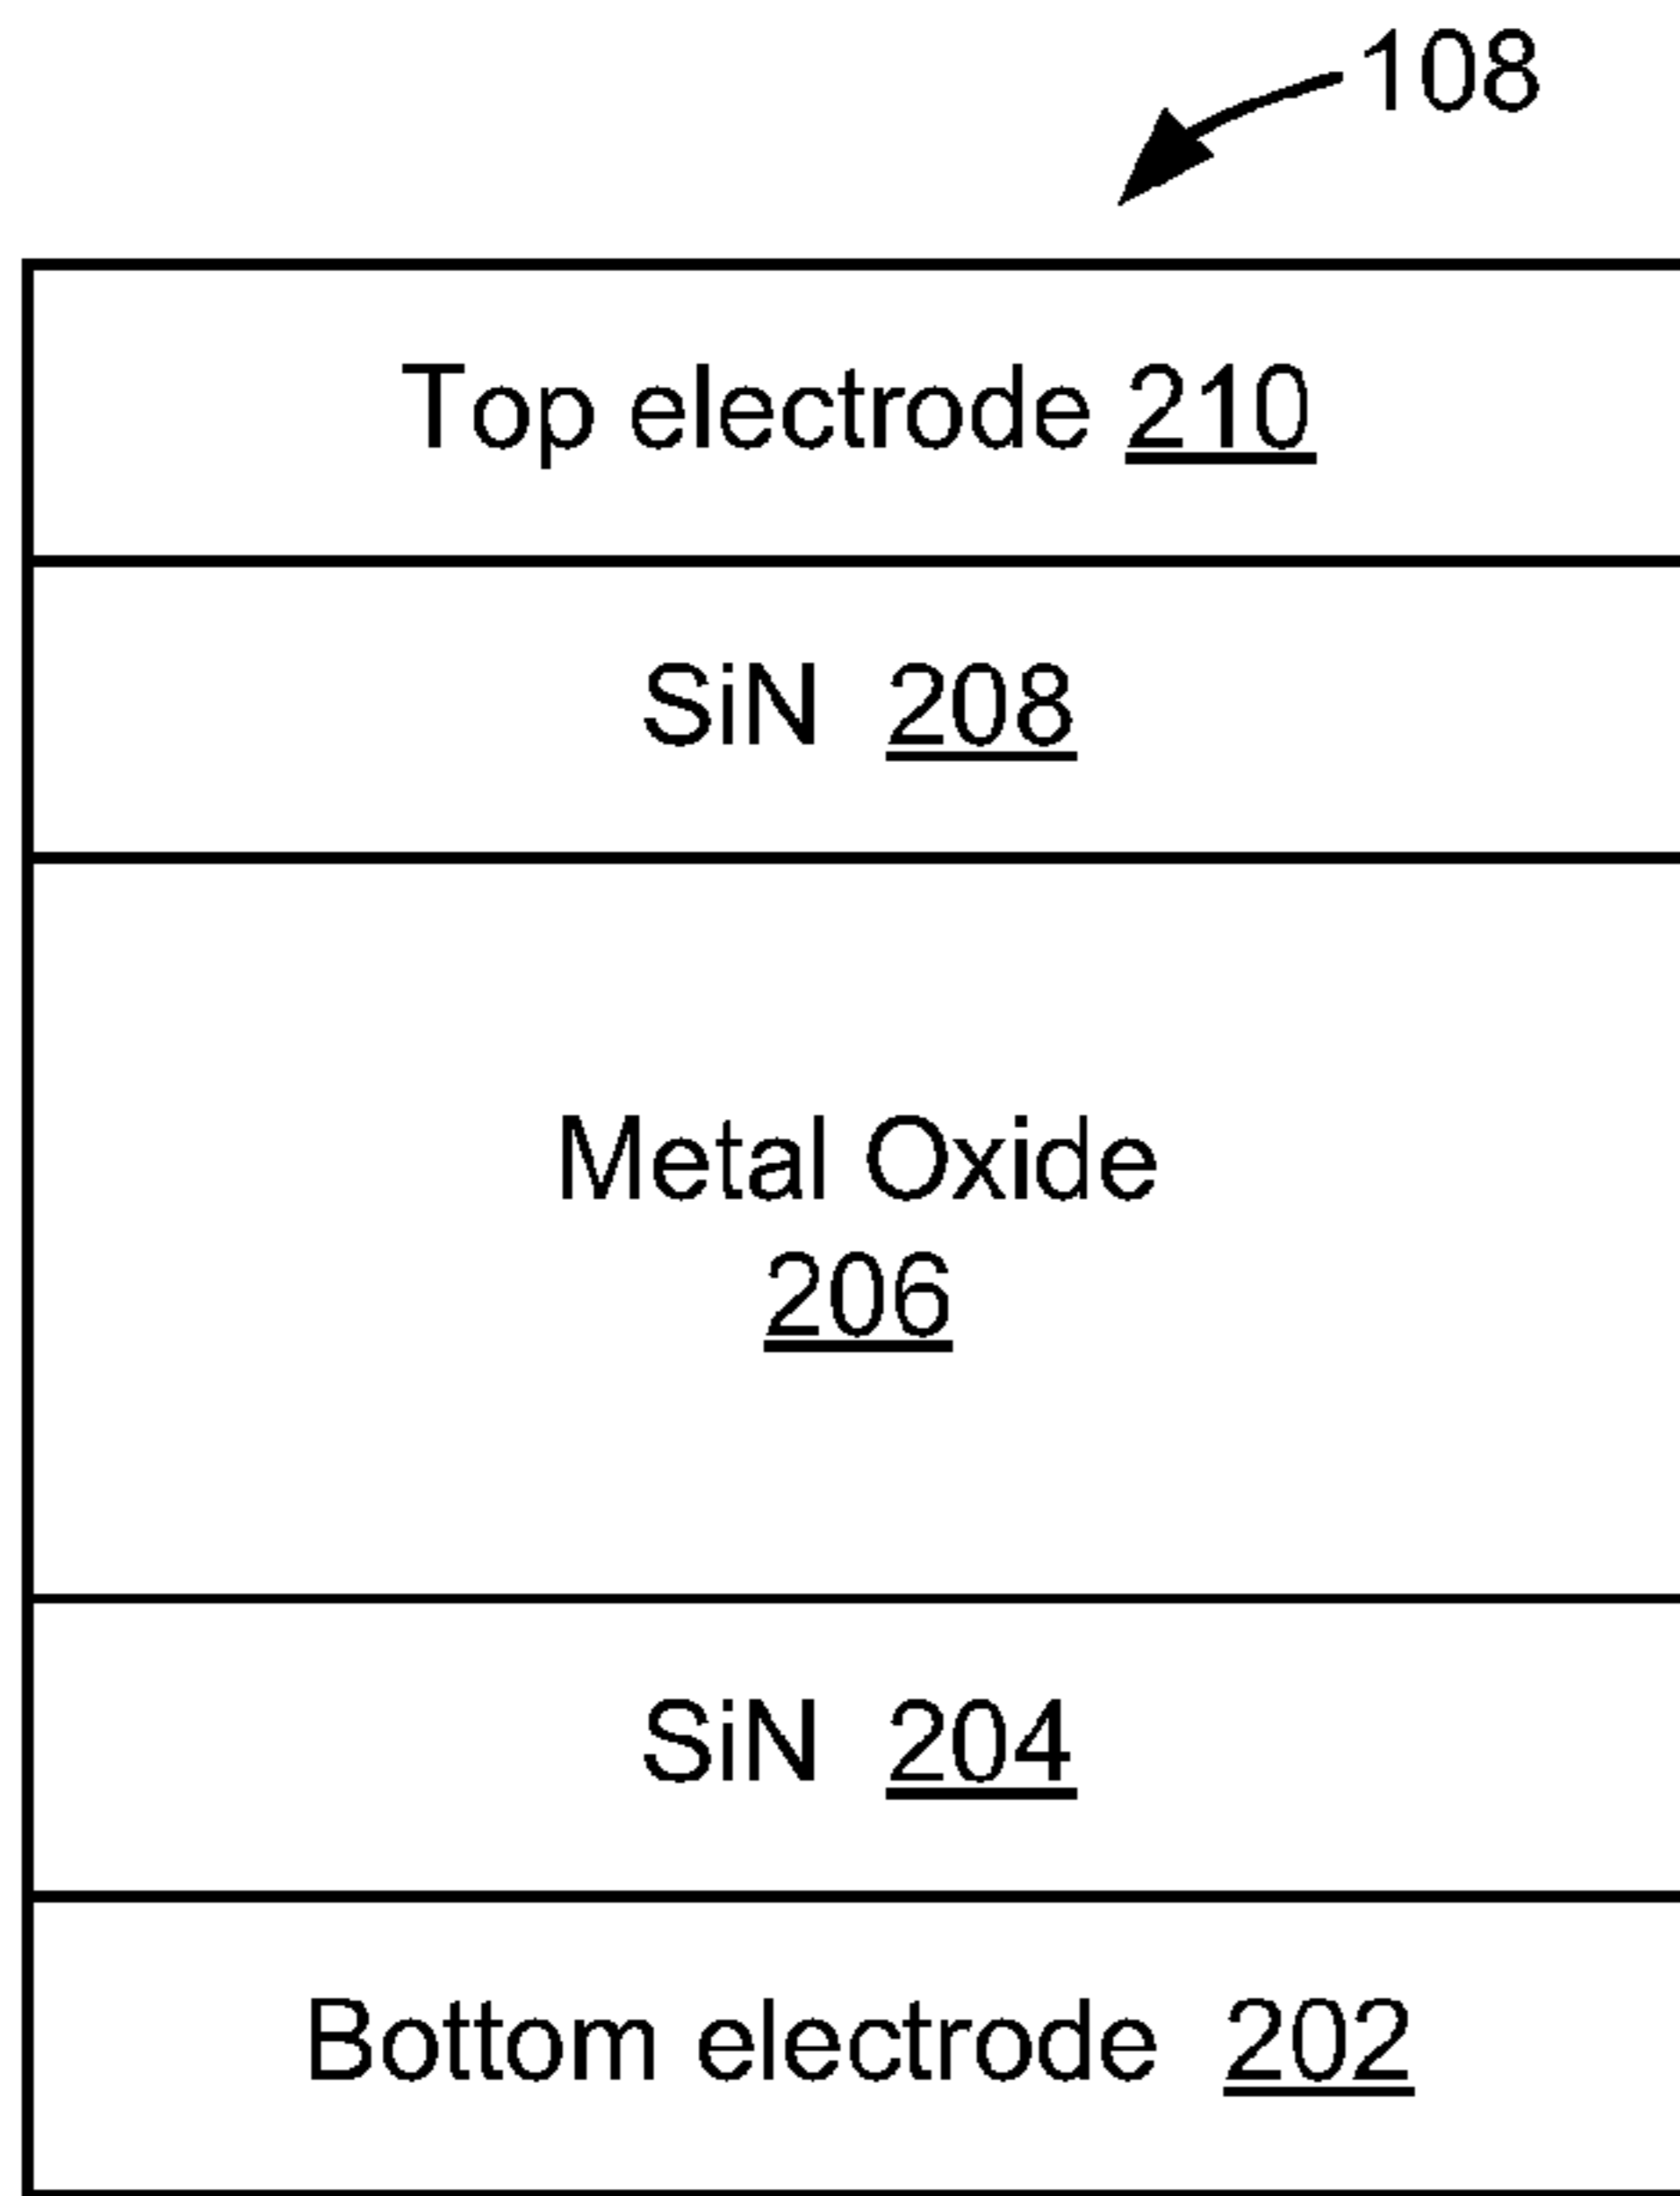 108
Top electrode 210
SiN 208
Metal Oxide
206
SiN 204
Bottom electrode 202